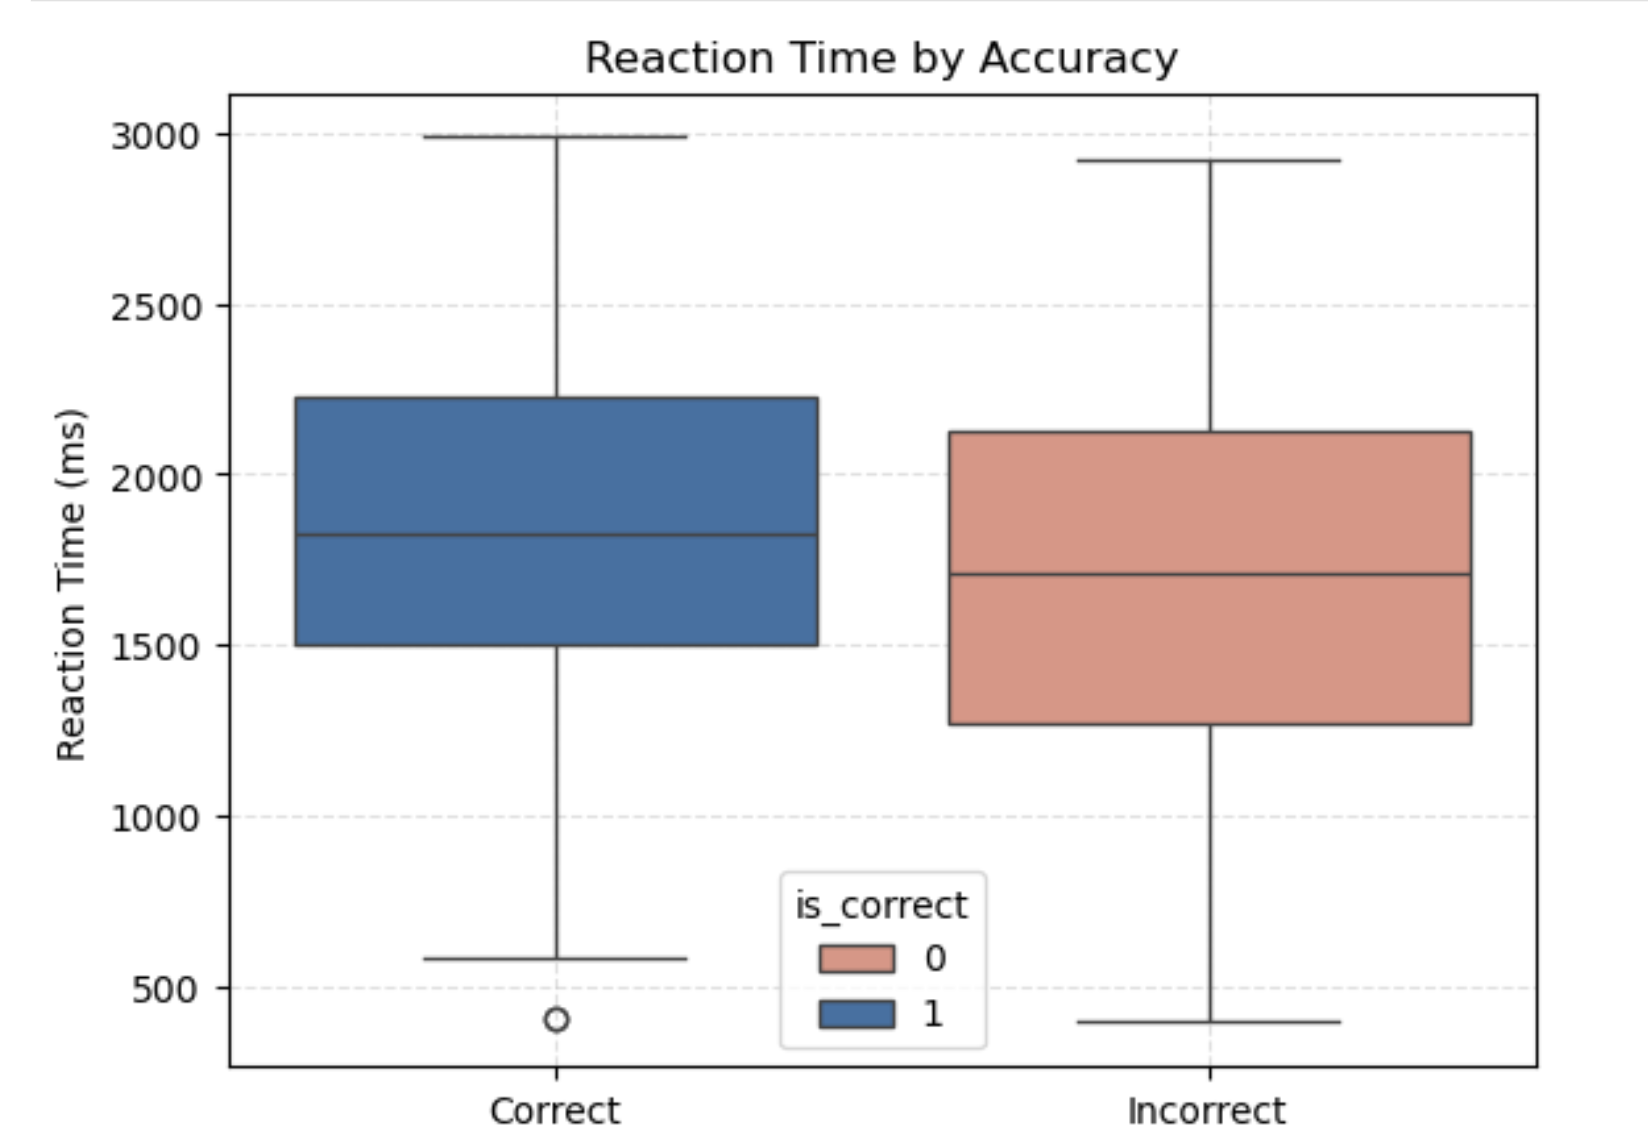 Reaction Time by Accuracy
Reaction Time (ms)
3000
2500
2000
1500
1000
500
is_correct
0
1
Correct
Incorrect